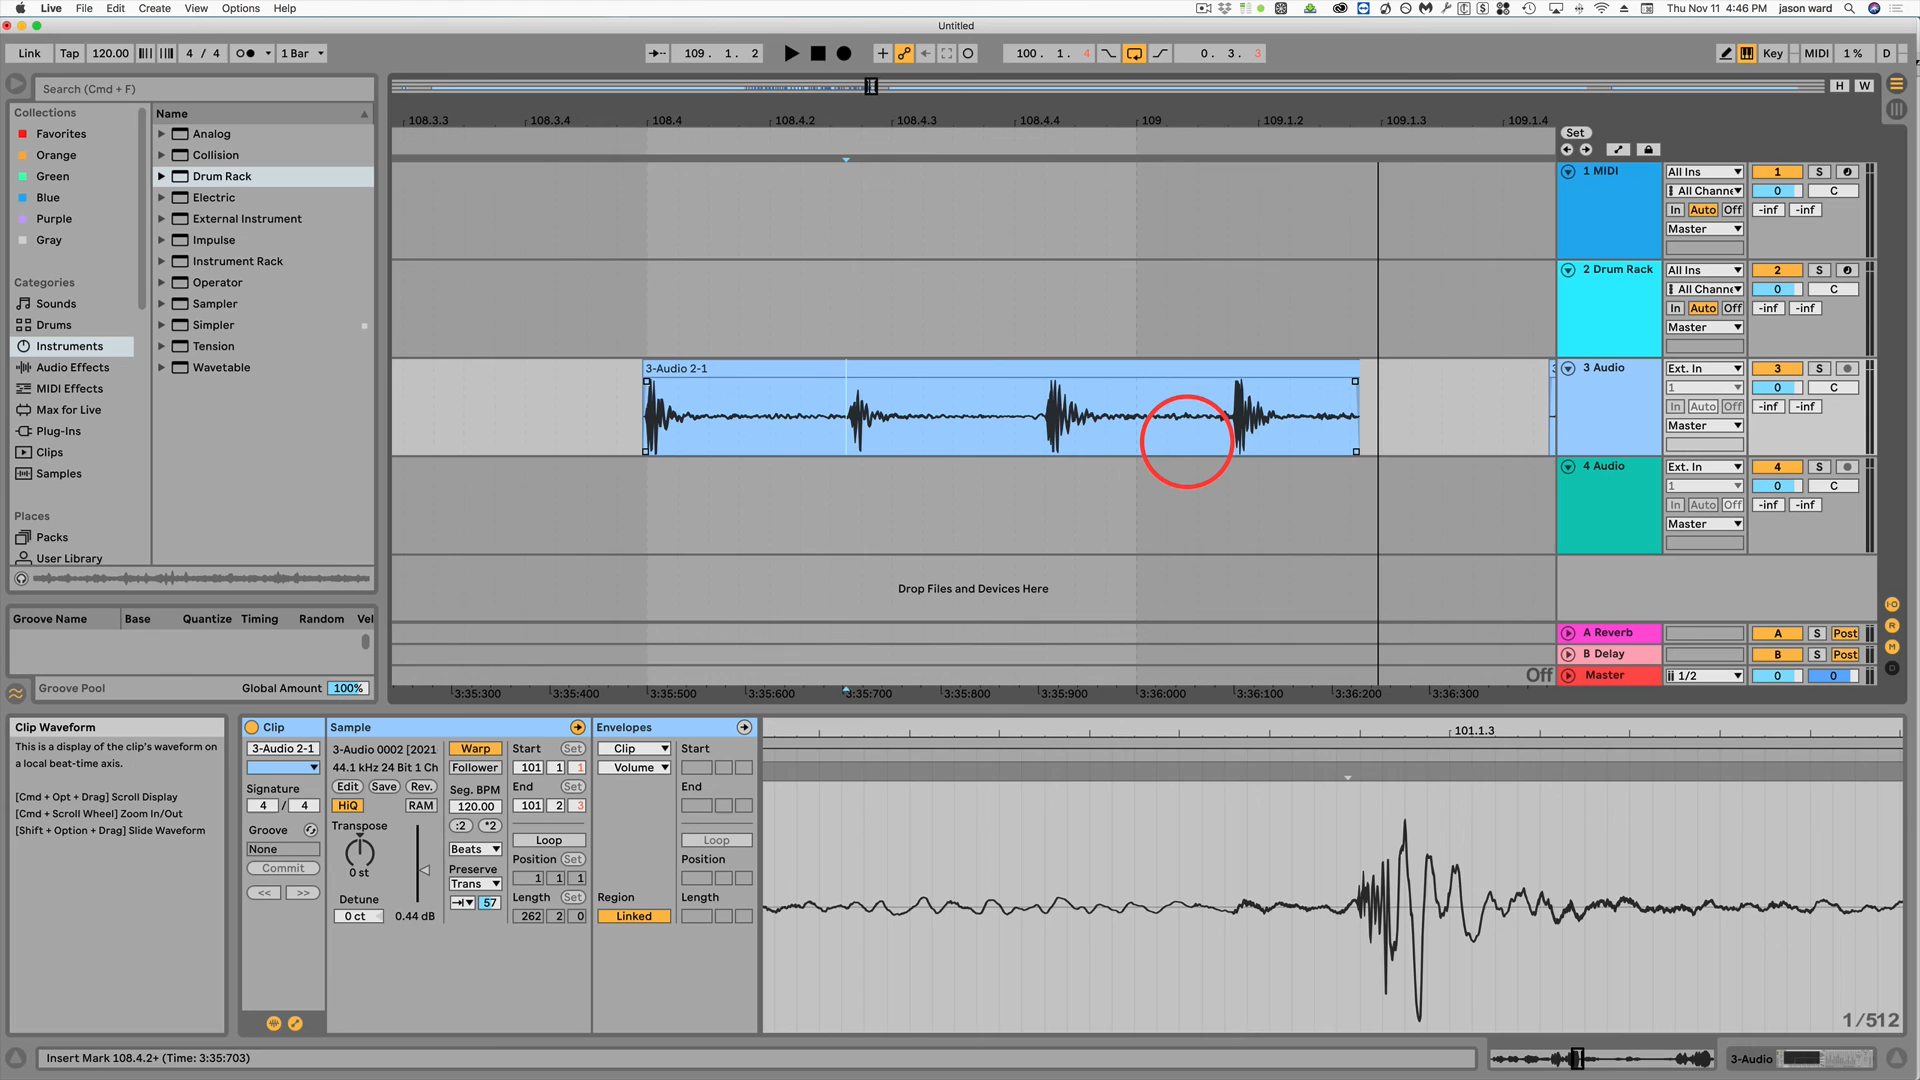 Live File Edit Create View Options Help
Thu Nov 11 4:46 PM jason ward
Untitled
Link Tap 120.00 4 / 4 1 Bar
109. 1. 2
100. 1. 4
0. 3. 3
Key MIDI 1 % D
Search (Cmd + F)
H W
Collections
Favorites
Orange
Green
Blue
Purple
Gray
Categories
Sounds
Drums
Instruments
Audio Effects
MIDI Effects
Max for Live
Plug-Ins
Clips
Samples
Places
Packs
User Library
Name
Analog
Collision
Drum Rack
Electric
External Instrument
Impulse
Instrument Rack
Operator
Sampler
Simpler
Tension
Wavetable
108.3.3 108.3.4 108.4 108.4.2 108.4.3 108.4.4 109 109.1.2 109.1.3 109.1.4
Set
1 MIDI All Ins 1 S
All Channe 0 C
In Auto Off -inf -inf
Master
2 Drum Rack All Ins 2 S
All Channe 0 C
In Auto Off -inf -inf
Master
3-Audio 2-1
3 Audio Ext. In 3 S
1 0 C
In Auto Off -inf -inf
Master
4 Audio Ext. In 4 S
1 0 C
In Auto Off -inf -inf
Master
Drop Files and Devices Here
A Reverb A S Post
B Delay B S Post
Off Master 1/2 0 0
3:35:300 3:35:400 3:35:500 3:35:600 3:35:700 3:35:800 3:35:900 3:36:000 3:36:100 3:36:200 3:36:300
Groove Name Base Quantize Timing Random Vel
Groove Pool Global Amount 100%
Clip Waveform
This is a display of the clip's waveform on
a local beat-time axis.
[Cmd + Opt + Drag] Scroll Display
[Cmd + Scroll Wheel] Zoom In/Out
[Shift + Option + Drag] Slide Waveform
Clip
3-Audio 2-1
Signature
4 / 4
Groove
None
Commit
<< >>
Sample
3-Audio 0002 [2021
44.1 kHz 24 Bit 1 Ch
Edit Save Rev.
HiQ RAM
Transpose
0 st
Detune
0 ct 0.44 dB
Warp
Follower
Seg. BPM
120.00
:2 *2
Beats
Preserve
Trans
57
Start Set
101 1 1
End Set
101 2 3
Loop
Position Set
1 1 1
Length Set
262 2 0
Envelopes
Clip
Volume
Region
Linked
Start
End
Loop
Position
Length
101.1.3
1/512
Insert Mark 108.4.2+ (Time: 3:35:703)
3-Audio